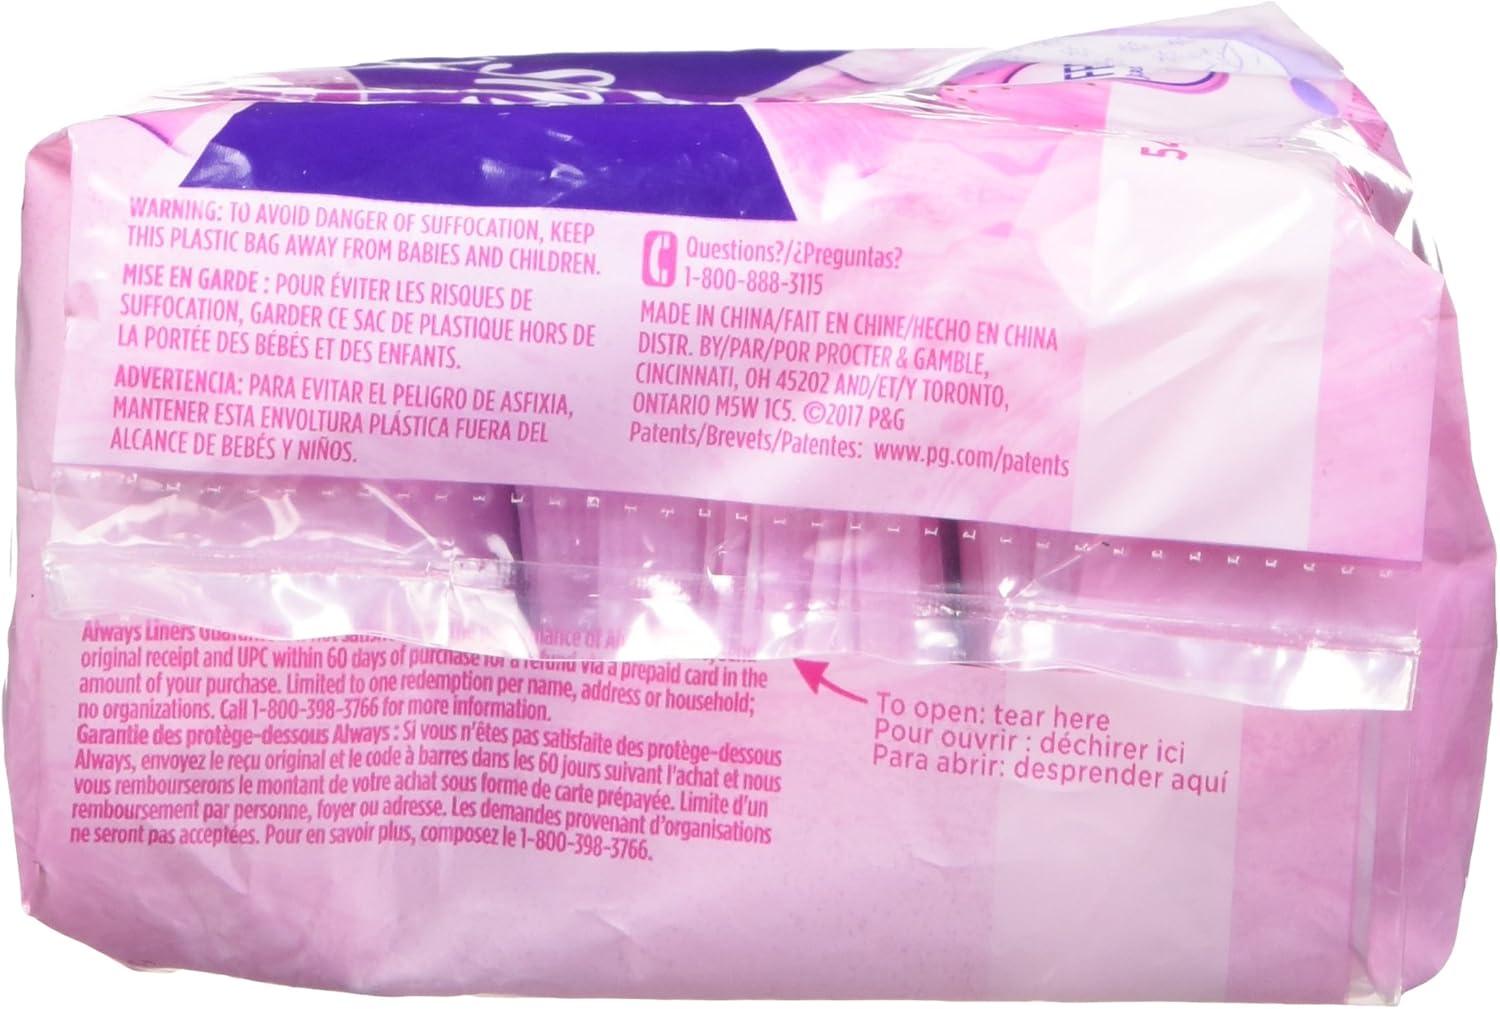 WARNING: TO AVOID DANGER OF SUFFOCATION, KEEP
THIS PLASTIC BAG AWAY FROM BABIES AND CHILDREN.
MISE EN GARDE : POUR ÉVITER LES RISQUES DE
SUFFOCATION, GARDER CE SAC DE PLASTIQUE HORS DE
LA PORTÉE DES BÉBÉS ET DES ENFANTS.
ADVERTENCIA: PARA EVITAR EL PELIGRO DE ASFIXIA,
MANTENER ESTA ENVOLTURA PLÁSTICA FUERA DEL
ALCANCE DE BEBÉS Y NIÑOS.
Questions?/¿Preguntas?
1-800-888-3115
MADE IN CHINA/FAIT EN CHINE/HECHO EN CHINA
DISTR. BY/PAR/POR PROCTER & GAMBLE,
CINCINNATI, OH 45202 AND/ET/Y TORONTO,
ONTARIO M5W 1C5. ©2017 P&G
Patents/Brevets/Patentes: www.pg.com/patents
Always Liners
original receipt and UPC within 60 days of purchase for a refund via a prepaid card in the
amount of your purchase. Limited to one redemption per name, address or household;
no organizations. Call 1-800-398-3766 for more information.
Garantie des protège-dessous Always : Si vous n'êtes pas satisfaite des protège-dessous
Always, envoyez le reçu original et le code à barres dans les 60 jours suivant l'achat et nous
vous rembourserons le montant de votre achat sous forme de carte prépayée. Limite d'un
remboursement par personne, foyer ou adresse. Les demandes provenant d'organisations
ne seront pas acceptées. Pour en savoir plus, composez le 1-800-398-3766.
To open: tear here
Pour ouvrir : déchirer ici
Para abrir: desprender aquí